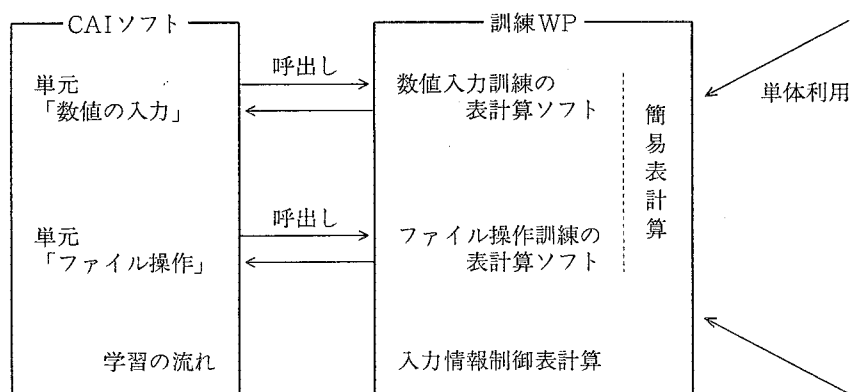 CAIソフト
訓練WP
単元
「数値の入力」
呼出し
数値入力訓練の
表計算ソフト
簡易表計算
単体利用
単元
「ファイル操作」
呼出し
ファイル操作訓練の
表計算ソフト
学習の流れ
入力情報制御表計算